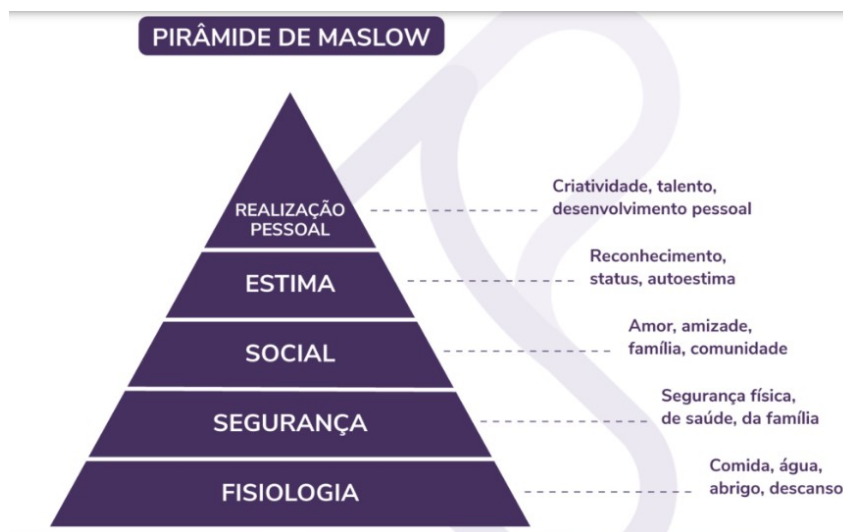 PIRÂMIDE DE MASLOW
REALIZAÇÃO
PESSOAL
Criatividade, talento,
desenvolvimento pessoal
ESTIMA
Reconhecimento,
status, autoestima
SOCIAL
Amor, amizade,
família, comunidade
SEGURANÇA
Segurança física,
de saúde, da família
FISIOLOGIA
Comida, água,
abrigo, descanso